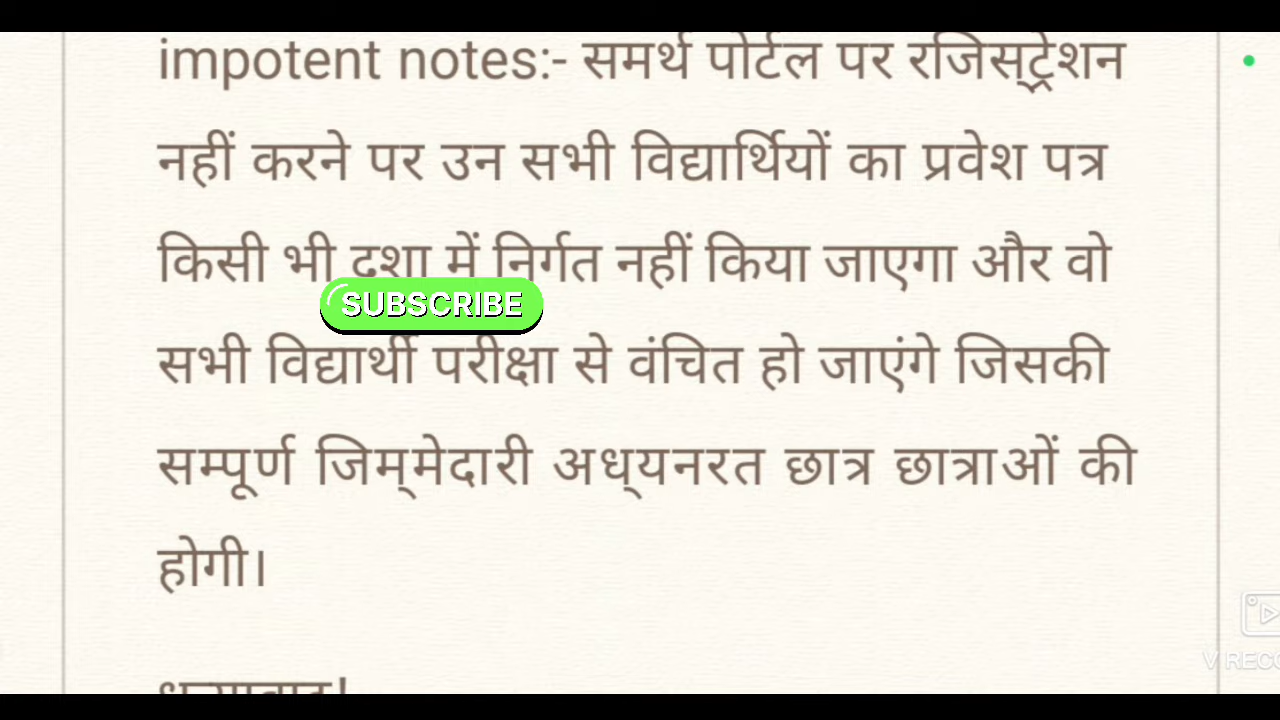 impotent notes:- समर्थ पोर्टल पर रजिस्ट्रेशन
नहीं करने पर उन सभी विद्यार्थियों का प्रवेश पत्र
किसी भी दशा में निर्गत नहीं किया जाएगा और वो
SUBSCRIBE
सभी विद्यार्थी परीक्षा से वंचित हो जाएंगे जिसकी
सम्पूर्ण जिम्मेदारी अध्यनरत छात्र छात्राओं की
होगी।
V RECO